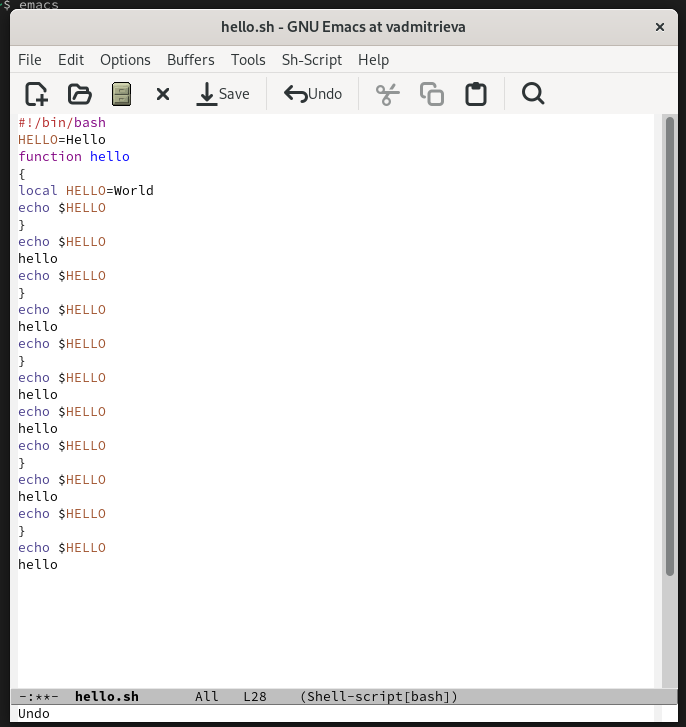 $ emacs
hello.sh - GNU Emacs at vadmitrieva
File Edit Options Buffers Tools Sh-Script Help
Save Undo
#!/bin/bash
HELLO=Hello
function hello
{
local HELLO=World
echo $HELLO
}
echo $HELLO
hello
echo $HELLO
}
echo $HELLO
hello
echo $HELLO
}
echo $HELLO
hello
echo $HELLO
hello
echo $HELLO
}
echo $HELLO
hello
echo $HELLO
}
echo $HELLO
hello
-:**- hello.sh All L28 (Shell-script[bash])
Undo